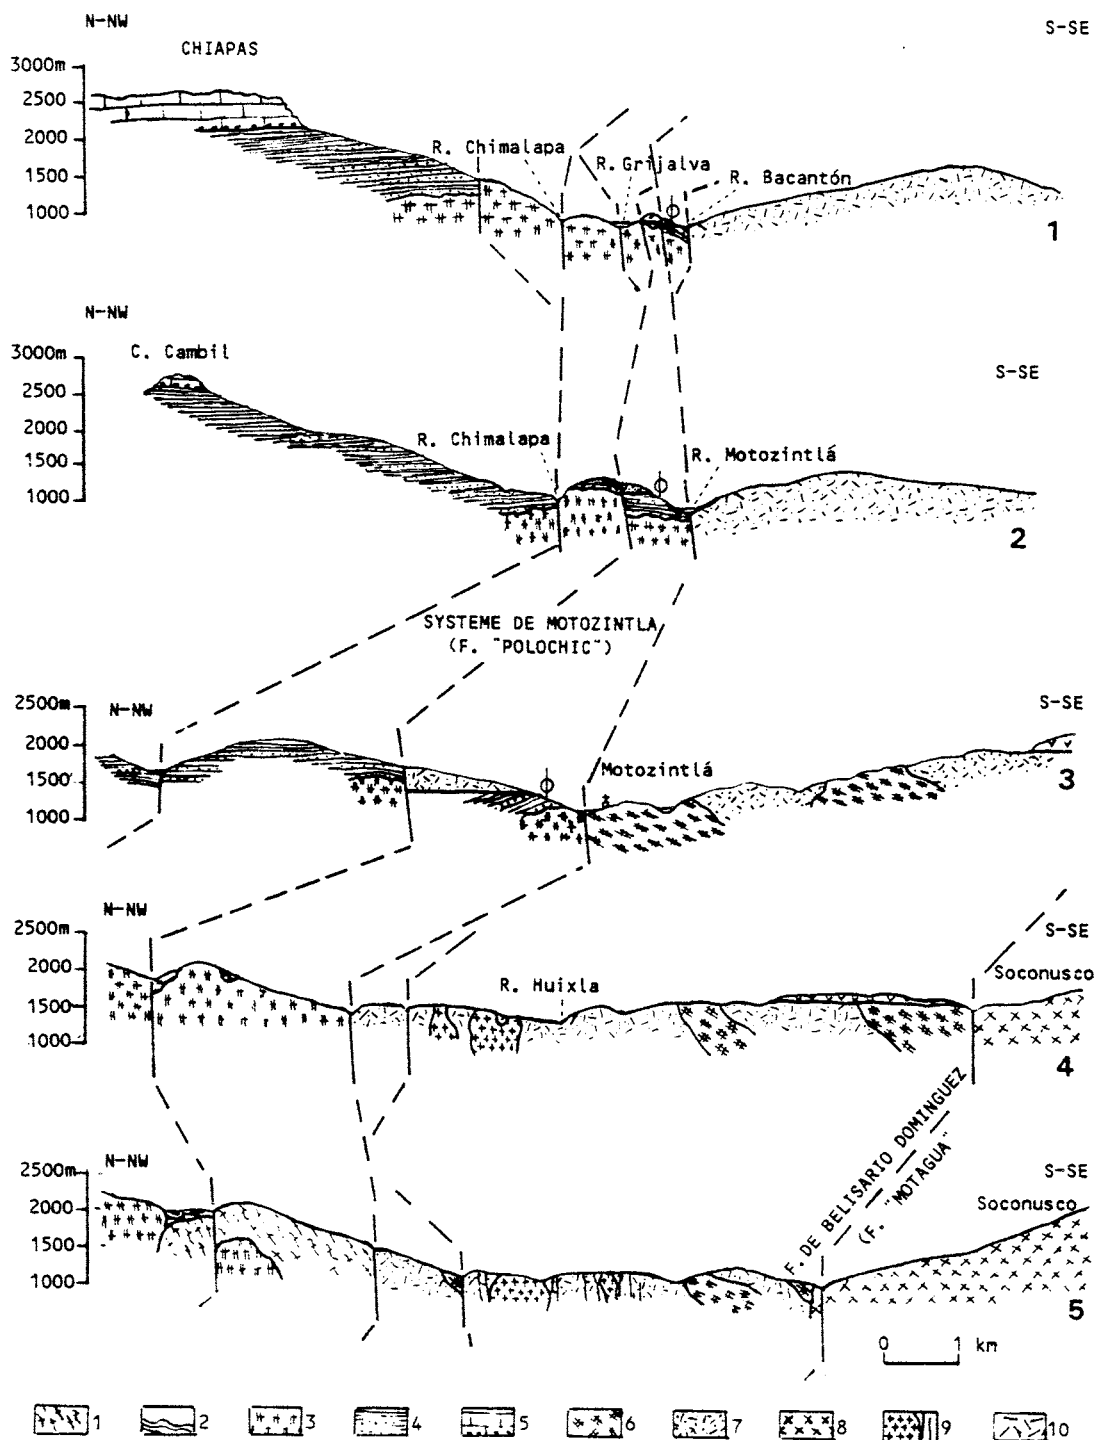 N-NW
S-SE
CHIAPAS
3000m
2500
2000
1500
1000
R. Chimalapa
R. Grijalva
R. Bacantón
1
N-NW
S-SE
3000m
2500
2000
1500
1000
C. Cambil
R. Chimalapa
R. Motozintlá
2
SYSTEME DE MOTOZINTLA
(F. "POLOCHIC")
2500m
2000
1500
1000
N-NW
S-SE
Motozintlá
3
N-NW
S-SE
2500m
2000
1500
1000
R. Huixla
Soconusco
4
F. DE BELISARIO DOMINGUEZ
(F. "MOTAGUA"
N-NW
S-SE
2500m
2000
1500
1000
Soconusco
5
0 1 km
1 2 3 4 5 6 7 8 9 10